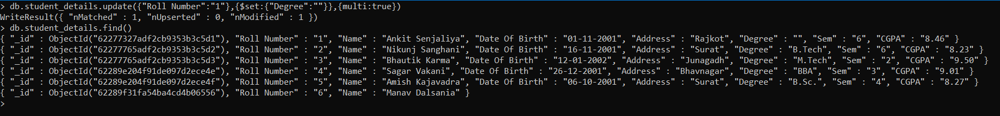 > db.student_details.update({"Roll Number":"1"},{$set:{"Degree":""}},{multi:true})
WriteResult({ "nMatched" : 1, "nUpserted" : 0, "nModified" : 1 })
> db.student_details.find()
{ "_id" : ObjectId("62277327adf2cb9353b3c5d1"), "Roll Number" : "1", "Name" : "Ankit Senjaliya", "Date Of Birth" : "01-11-2001", "Address" : "Rajkot", "Degree" : "", "Sem" : "6", "CGPA" : "8.46" }
{ "_id" : ObjectId("62277765adf2cb9353b3c5d2"), "Roll Number" : "2", "Name" : "Nikunj Sanghani", "Date Of Birth" : "16-11-2001", "Address" : "Surat", "Degree" : "B.Tech", "Sem" : "6", "CGPA" : "8.23" }
{ "_id" : ObjectId("62277765adf2cb9353b3c5d3"), "Roll Number" : "3", "Name" : "Bhautik Karma", "Date Of Birth" : "12-01-2002", "Address" : "Junagadh", "Degree" : "M.Tech", "Sem" : "2", "CGPA" : "9.50" }
{ "_id" : ObjectId("62289e204f91de097d2ece4e"), "Roll Number" : "4", "Name" : "Sagar Vakani", "Date Of Birth" : "26-12-2001", "Address" : "Bhavnagar", "Degree" : "BBA", "Sem" : "3", "CGPA" : "9.01" }
{ "_id" : ObjectId("62289e204f91de097d2ece4f"), "Roll Number" : "5", "Name" : "Amish Kajavadra", "Date Of Birth" : "06-10-2001", "Address" : "Surat", "Degree" : "B.Sc.", "Sem" : "4", "CGPA" : "8.27" }
{ "_id" : ObjectId("62289f31fa54ba4cd4b06556"), "Roll Number" : "6", "Name" : "Manav Dalsania" }
>